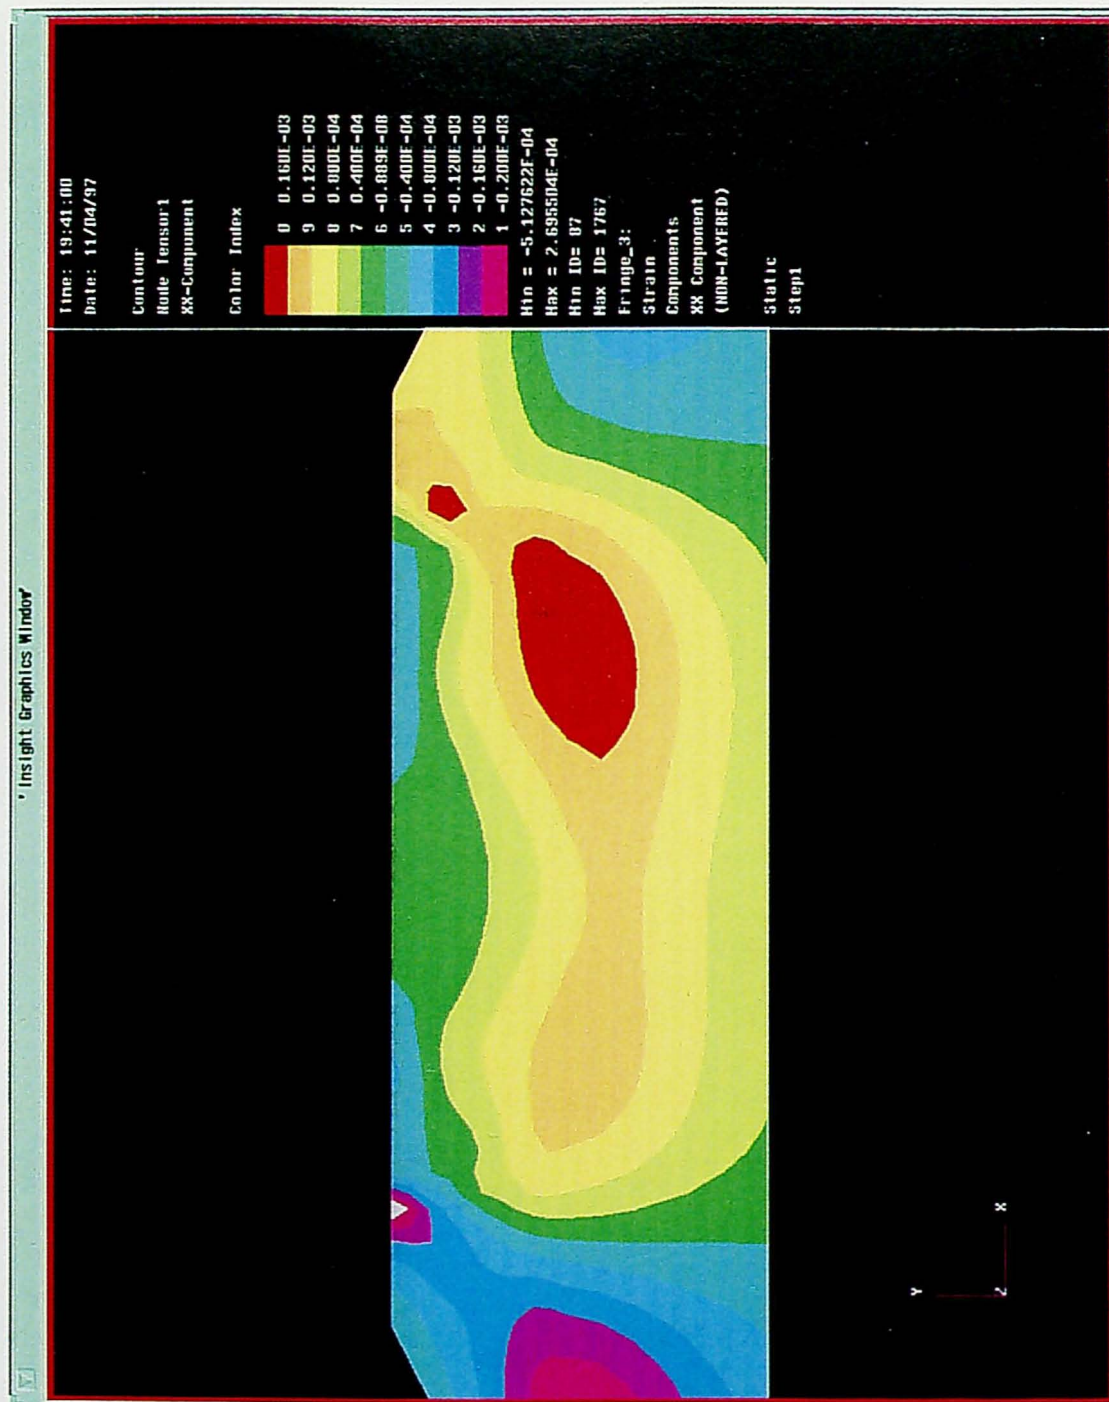 'Insight Graphics Window'
Time: 19:41:00
Date: 11/04/97
Contour
Node Tensor1
XX-Component
Color Index
0 0.160E-03
9 0.120E-03
8 0.800E-04
7 0.400E-04
6 -0.889E-08
5 -0.400E-04
4 -0.800E-04
3 -0.120E-03
2 -0.160E-03
1 -0.200E-03
Min = -5.127622E-04
Max = 2.695504E-04
Min ID= 87
Max ID= 1767
Fringe_3:
Strain
Components
XX Component
(NON-LAYERED)
Static
Step1
Y
Z
X